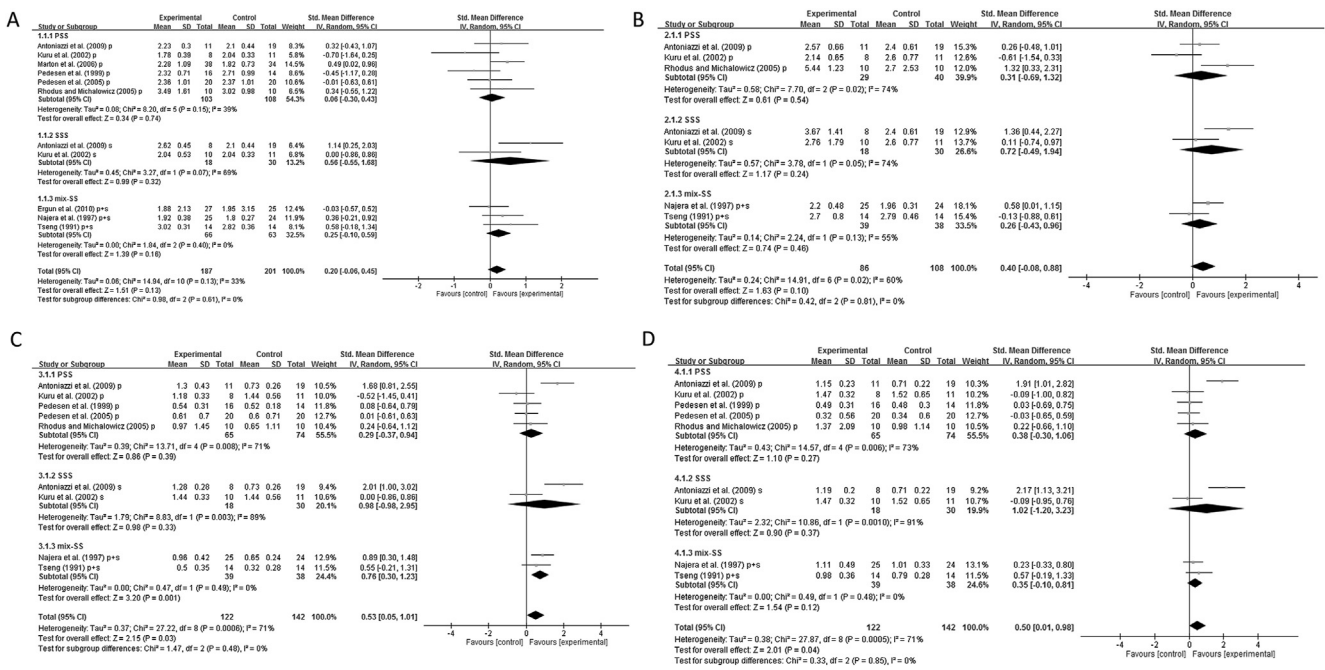 A
Experimental Control Std. Mean Difference Std. Mean Difference
Study or Subgroup Mean SD Total Mean SD Total Weight IV, Random, 95% CI IV, Random, 95% CI
1.1.1 PSS
Antoniazzi et al. (2009) p 2.23 0.3 11 2.1 0.44 19 8.3% 0.32 [-0.43, 1.07]
Kuru et al. (2002) p 1.78 0.39 8 2.04 0.33 11 5.5% -0.70 [-1.64, 0.25]
Marton et al. (2006) p 2.28 1.09 38 1.82 0.73 34 15.5% 0.49 [0.02, 0.96]
Pedesen et al. (1999) p 2.32 0.71 16 2.71 0.99 14 8.8% -0.45 [-1.17, 0.28]
Pedesen et al. (2005) p 2.36 1.01 20 2.37 1.01 20 10.9% -0.01 [-0.63, 0.61]
Rhodus and Michalowicz (2005) p 3.49 1.61 10 3.02 0.98 10 6.4% 0.34 [-0.55, 1.22]
Subtotal (95% CI) 103 108 54.3% 0.06 [-0.30, 0.43]
Heterogeneity: Tau² = 0.08; Chi² = 8.20, df = 5 (P = 0.15); I² = 39%
Test for overall effect: Z = 0.34 (P = 0.74)
1.1.2 SSS
Antoniazzi et al. (2009) s 2.62 0.45 8 2.1 0.44 19 6.4% 1.14 [0.25, 2.03]
Kuru et al. (2002) s 2.04 0.53 10 2.04 0.33 11 6.8% 0.00 [-0.86, 0.86]
Subtotal (95% CI) 18 30 13.2% 0.56 [-0.55, 1.68]
Heterogeneity: Tau² = 0.45; Chi² = 3.27, df = 1 (P = 0.07); I² = 69%
Test for overall effect: Z = 0.99 (P = 0.32)
1.1.3 mix-SS
Ergun et al. (2010) p+s 1.88 2.13 27 1.95 3.15 25 12.4% -0.03 [-0.57, 0.52]
Najera et al. (1997) p+s 1.92 0.38 25 1.8 0.27 24 11.9% 0.36 [-0.21, 0.92]
Tseng (1991) p+s 3.02 0.31 14 2.82 0.36 14 8.2% 0.58 [-0.18, 1.34]
Subtotal (95% CI) 66 63 32.5% 0.25 [-0.10, 0.59]
Heterogeneity: Tau² = 0.00; Chi² = 1.84, df = 2 (P = 0.40); I² = 0%
Test for overall effect: Z = 1.39 (P = 0.16)
Total (95% CI) 187 201 100.0% 0.20 [-0.06, 0.45]
Heterogeneity: Tau² = 0.06; Chi² = 14.94, df = 10 (P = 0.13); I² = 33%
Test for overall effect: Z = 1.51 (P = 0.13)
Test for subgroup differences: Chi² = 0.98, df = 2 (P = 0.61), I² = 0%
-4 -2 0 2 4
Favours [control] Favours [experimental]
B
Experimental Control Std. Mean Difference Std. Mean Difference
Study or Subgroup Mean SD Total Mean SD Total Weight IV, Random, 95% CI IV, Random, 95% CI
2.1.1 PSS
Antoniazzi et al. (2009) p 2.57 0.66 11 2.4 0.61 19 15.3% 0.26 [-0.48, 1.01]
Kuru et al. (2002) p 2.14 0.65 8 2.6 0.77 11 12.6% -0.61 [-1.54, 0.33]
Rhodus and Michalowicz (2005) p 5.44 1.23 10 2.7 2.53 10 12.0% 1.32 [0.33, 2.31]
Subtotal (95% CI) 29 40 39.9% 0.31 [-0.69, 1.32]
Heterogeneity: Tau² = 0.58; Chi² = 7.70, df = 2 (P = 0.02); I² = 74%
Test for overall effect: Z = 0.61 (P = 0.54)
2.1.2 SSS
Antoniazzi et al. (2009) s 3.67 1.41 8 2.4 0.61 19 12.9% 1.36 [0.44, 2.27]
Kuru et al. (2002) s 2.76 1.79 10 2.6 0.77 11 13.7% 0.11 [-0.74, 0.97]
Subtotal (95% CI) 18 30 26.6% 0.72 [-0.49, 1.94]
Heterogeneity: Tau² = 0.57; Chi² = 3.78, df = 1 (P = 0.05); I² = 74%
Test for overall effect: Z = 1.17 (P = 0.24)
2.1.3 mix-SS
Najera et al. (1997) p+s 2.2 0.48 25 1.96 0.31 24 18.1% 0.58 [0.01, 1.15]
Tseng (1991) p+s 2.7 0.8 14 2.79 0.46 14 15.4% -0.13 [-0.88, 0.61]
Subtotal (95% CI) 39 38 33.5% 0.26 [-0.43, 0.96]
Heterogeneity: Tau² = 0.14; Chi² = 2.24, df = 1 (P = 0.13); I² = 55%
Test for overall effect: Z = 0.74 (P = 0.46)
Total (95% CI) 86 108 100.0% 0.40 [-0.08, 0.88]
Heterogeneity: Tau² = 0.24; Chi² = 14.91, df = 6 (P = 0.02); I² = 60%
Test for overall effect: Z = 1.63 (P = 0.10)
Test for subgroup differences: Chi² = 0.42, df = 2 (P = 0.81), I² = 0%
-4 -2 0 2 4
Favours [control] Favours [experimental]
C
Experimental Control Std. Mean Difference Std. Mean Difference
Study or Subgroup Mean SD Total Mean SD Total Weight IV, Random, 95% CI IV, Random, 95% CI
3.1.1 PSS
Antoniazzi et al. (2009) p 1.3 0.43 11 0.73 0.26 19 10.5% 1.68 [0.81, 2.55]
Kuru et al. (2002) p 1.18 0.33 8 1.44 0.56 11 10.1% -0.52 [-1.45, 0.41]
Pedesen et al. (1999) p 0.54 0.31 16 0.52 0.18 14 11.8% 0.08 [-0.64, 0.79]
Pedesen et al. (2005) p 0.61 0.7 20 0.6 0.71 20 12.7% 0.01 [-0.61, 0.63]
Rhodus and Michalowicz (2005) p 0.97 1.45 10 0.65 1.11 10 10.4% 0.24 [-0.64, 1.12]
Subtotal (95% CI) 65 74 55.5% 0.29 [-0.37, 0.94]
Heterogeneity: Tau² = 0.39; Chi² = 13.71, df = 4 (P = 0.008); I² = 71%
Test for overall effect: Z = 0.86 (P = 0.39)
3.1.2 SSS
Antoniazzi et al. (2009) s 1.28 0.28 8 0.73 0.26 19 9.4% 2.01 [1.00, 3.02]
Kuru et al. (2002) s 1.44 0.33 10 1.44 0.56 11 10.7% 0.00 [-0.86, 0.86]
Subtotal (95% CI) 18 30 20.1% 0.98 [-0.98, 2.95]
Heterogeneity: Tau² = 1.79; Chi² = 8.83, df = 1 (P = 0.003); I² = 89%
Test for overall effect: Z = 0.98 (P = 0.33)
3.1.3 mix-SS
Najera et al. (1997) p+s 0.96 0.42 25 0.65 0.24 24 12.9% 0.89 [0.30, 1.48]
Tseng (1991) p+s 0.5 0.35 14 0.32 0.28 14 11.5% 0.55 [-0.21, 1.31]
Subtotal (95% CI) 39 38 24.4% 0.76 [0.30, 1.23]
Heterogeneity: Tau² = 0.00; Chi² = 0.47, df = 1 (P = 0.49); I² = 0%
Test for overall effect: Z = 3.20 (P = 0.001)
Total (95% CI) 122 142 100.0% 0.53 [0.05, 1.01]
Heterogeneity: Tau² = 0.37; Chi² = 27.22, df = 8 (P = 0.0006); I² = 71%
Test for overall effect: Z = 2.15 (P = 0.03)
Test for subgroup differences: Chi² = 1.47, df = 2 (P = 0.48), I² = 0%
-4 -2 0 2 4
Favours [control] Favours [experimental]
D
Experimental Control Std. Mean Difference Std. Mean Difference
Study or Subgroup Mean SD Total Mean SD Total Weight IV, Random, 95% CI IV, Random, 95% CI
4.1.1 PSS
Antoniazzi et al. (2009) p 1.15 0.23 11 0.71 0.22 19 10.3% 1.91 [1.01, 2.82]
Kuru et al. (2002) p 1.47 0.32 8 1.52 0.65 11 10.2% -0.09 [-1.00, 0.82]
Pedesen et al. (1999) p 0.49 0.31 16 0.48 0.3 14 11.9% 0.03 [-0.69, 0.75]
Pedesen et al. (2005) p 0.32 0.56 20 0.34 0.6 20 12.8% -0.03 [-0.65, 0.59]
Rhodus and Michalowicz (2005) p 1.37 2.09 10 0.98 1.14 10 10.4% 0.22 [-0.66, 1.10]
Subtotal (95% CI) 65 74 55.5% 0.38 [-0.30, 1.06]
Heterogeneity: Tau² = 0.43; Chi² = 14.57, df = 4 (P = 0.006); I² = 73%
Test for overall effect: Z = 1.10 (P = 0.27)
4.1.2 SSS
Antoniazzi et al. (2009) s 1.19 0.2 8 0.71 0.22 19 9.2% 2.17 [1.13, 3.21]
Kuru et al. (2002) s 1.47 0.32 10 1.52 0.65 11 10.7% -0.09 [-0.95, 0.76]
Subtotal (95% CI) 18 30 19.9% 1.02 [-1.20, 3.23]
Heterogeneity: Tau² = 2.32; Chi² = 10.86, df = 1 (P = 0.0010); I² = 91%
Test for overall effect: Z = 0.90 (P = 0.37)
4.1.3 mix-SS
Najera et al. (1997) p+s 1.11 0.49 25 1.01 0.33 24 13.2% 0.23 [-0.33, 0.80]
Tseng (1991) p+s 0.98 0.36 14 0.79 0.28 14 11.5% 0.57 [-0.19, 1.33]
Subtotal (95% CI) 39 38 24.6% 0.35 [-0.10, 0.81]
Heterogeneity: Tau² = 0.00; Chi² = 0.49, df = 1 (P = 0.48); I² = 0%
Test for overall effect: Z = 1.54 (P = 0.12)
Total (95% CI) 122 142 100.0% 0.50 [0.01, 0.98]
Heterogeneity: Tau² = 0.38; Chi² = 27.87, df = 8 (P = 0.0005); I² = 71%
Test for overall effect: Z = 2.01 (P = 0.04)
Test for subgroup differences: Chi² = 0.33, df = 2 (P = 0.85), I² = 0%
-4 -2 0 2 4
Favours [control] Favours [experimental]